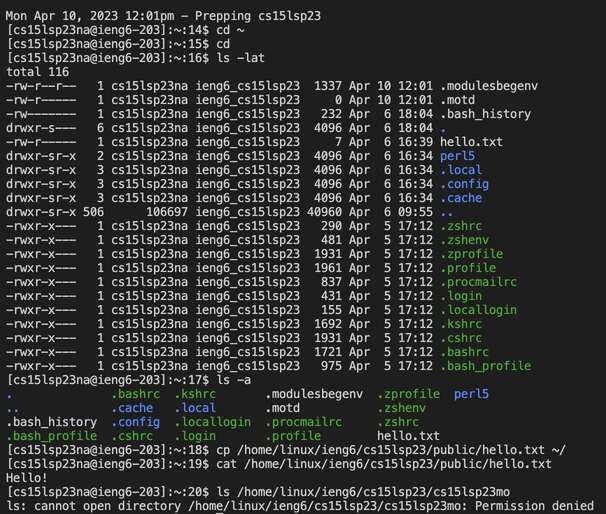 Mon Apr 10, 2023 12:01pm - Prepping cs15lsp23
[cs15lsp23na@ieng6-203]:~:14$ cd ~
[cs15lsp23na@ieng6-203]:~:15$ cd
[cs15lsp23na@ieng6-203]:~:16$ ls -lat
total 116
-rw-r--r--   1 cs15lsp23na ieng6_cs15lsp23  1337 Apr 10 12:01 .modulesbegenv
-rw-r-----   1 cs15lsp23na ieng6_cs15lsp23     0 Apr 10 12:01 .motd
-rw-------   1 cs15lsp23na ieng6_cs15lsp23   232 Apr  6 18:04 .bash_history
drwxr-s---   6 cs15lsp23na ieng6_cs15lsp23  4096 Apr  6 18:04 .
-rw-r-----   1 cs15lsp23na ieng6_cs15lsp23     7 Apr  6 16:39 hello.txt
drwxr-sr-x   2 cs15lsp23na ieng6_cs15lsp23  4096 Apr  6 16:34 perl5
drwxr-sr-x   3 cs15lsp23na ieng6_cs15lsp23  4096 Apr  6 16:34 .local
drwxr-sr-x   3 cs15lsp23na ieng6_cs15lsp23  4096 Apr  6 16:34 .config
drwxr-sr-x   3 cs15lsp23na ieng6_cs15lsp23  4096 Apr  6 16:34 .cache
drwxr-sr-x 506      106697 ieng6_cs15lsp23 40960 Apr  6 09:55 ..
-rwxr-x---   1 cs15lsp23na ieng6_cs15lsp23   290 Apr  5 17:12 .zshrc
-rwxr-x---   1 cs15lsp23na ieng6_cs15lsp23   481 Apr  5 17:12 .zshenv
-rwxr-x---   1 cs15lsp23na ieng6_cs15lsp23  1931 Apr  5 17:12 .zprofile
-rwxr-x---   1 cs15lsp23na ieng6_cs15lsp23  1961 Apr  5 17:12 .profile
-rwxr-x---   1 cs15lsp23na ieng6_cs15lsp23   837 Apr  5 17:12 .procmailrc
-rwxr-x---   1 cs15lsp23na ieng6_cs15lsp23   431 Apr  5 17:12 .login
-rwxr-x---   1 cs15lsp23na ieng6_cs15lsp23   155 Apr  5 17:12 .locallogin
-rwxr-x---   1 cs15lsp23na ieng6_cs15lsp23  1692 Apr  5 17:12 .kshrc
-rwxr-x---   1 cs15lsp23na ieng6_cs15lsp23  1931 Apr  5 17:12 .cshrc
-rwxr-x---   1 cs15lsp23na ieng6_cs15lsp23  1721 Apr  5 17:12 .bashrc
-rwxr-x---   1 cs15lsp23na ieng6_cs15lsp23   975 Apr  5 17:12 .bash_profile
[cs15lsp23na@ieng6-203]:~:17$ ls -a
.              .bashrc  .kshrc       .modulesbegenv  .zprofile  perl5
..             .cache   .local       .motd           .zshenv
.bash_history  .config  .locallogin  .procmailrc     .zshrc
.bash_profile  .cshrc   .login       .profile        hello.txt
[cs15lsp23na@ieng6-203]:~:18$ cp /home/linux/ieng6/cs15lsp23/public/hello.txt ~/
[cs15lsp23na@ieng6-203]:~:19$ cat /home/linux/ieng6/cs15lsp23/public/hello.txt
Hello!
[cs15lsp23na@ieng6-203]:~:20$ ls /home/linux/ieng6/cs15lsp23/cs15lsp23mo
ls: cannot open directory /home/linux/ieng6/cs15lsp23/cs15lsp23mo: Permission denied